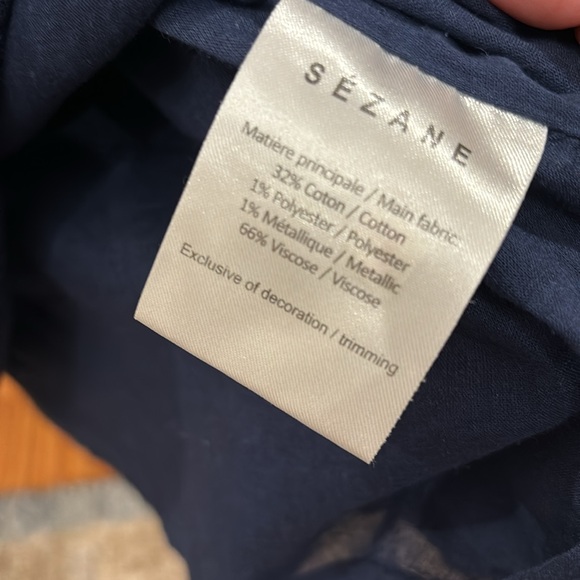 SÉZANE
Matière principale / Main fabric:
32% Coton / Cotton
1% Polyester / Polyester
1% Métallique / Metallic
66% Viscose / Viscose
Exclusive of decoration / trimming